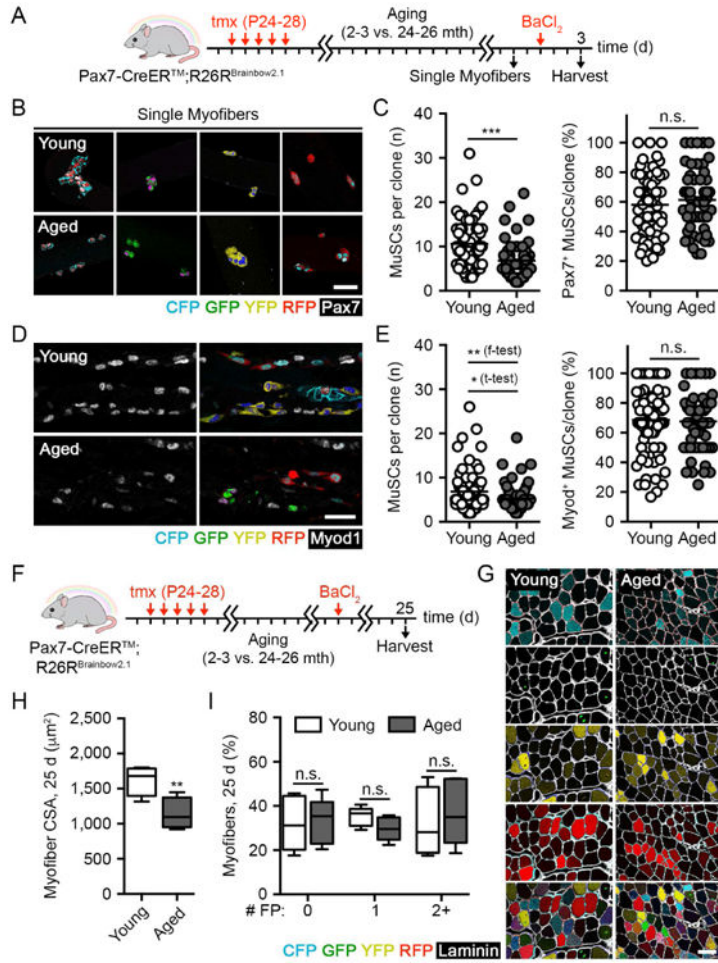 A
tmx (P24-28)
Aging
(2-3 vs. 24-26 mth)
BaCl2
3
time (d)
Pax7-CreERTM;R26RBrainbow2.1
Single Myofibers
Harvest
B
Single Myofibers
Young
Aged
CFP GFP YFP RFP Pax7
C
MuSCs per clone (n)
40
30
20
10
0
***
Young Aged
Pax7+ MuSCs/clone (%)
120
100
80
60
40
20
0
n.s.
Young Aged
D
Young
Aged
CFP GFP YFP RFP Myod1
E
MuSCs per clone (n)
40
30
20
10
0
** (f-test)
* (t-test)
Young Aged
Myod+ MuSCs/clone (%)
120
100
80
60
40
20
0
n.s.
Young Aged
F
tmx (P24-28)
BaCl2
25
time (d)
Pax7-CreERTM;
R26RBrainbow2.1
Aging
(2-3 vs. 24-26 mth)
Harvest
G
Young Aged
H
Myofiber CSA, 25 d (μm2)
2,500
2,000
1,500
1,000
500
0
**
Young
Aged
I
Myofibers, 25 d (%)
80
60
40
20
0
Young Aged
n.s. n.s. n.s.
# FP: 0 1 2+
CFP GFP YFP RFP Laminin